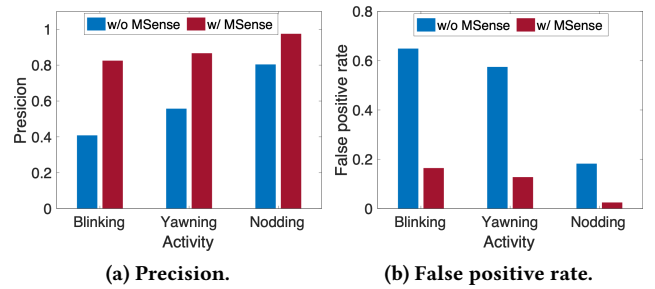 w/o MSense w/ MSense
1
0.8
0.6
0.4
0.2
0
Presicion
Blinking Yawning Nodding
Activity
(a) Precision.
w/o MSense w/ MSense
0.8
0.6
0.4
0.2
0
False positive rate
Blinking Yawning Nodding
Activity
(b) False positive rate.